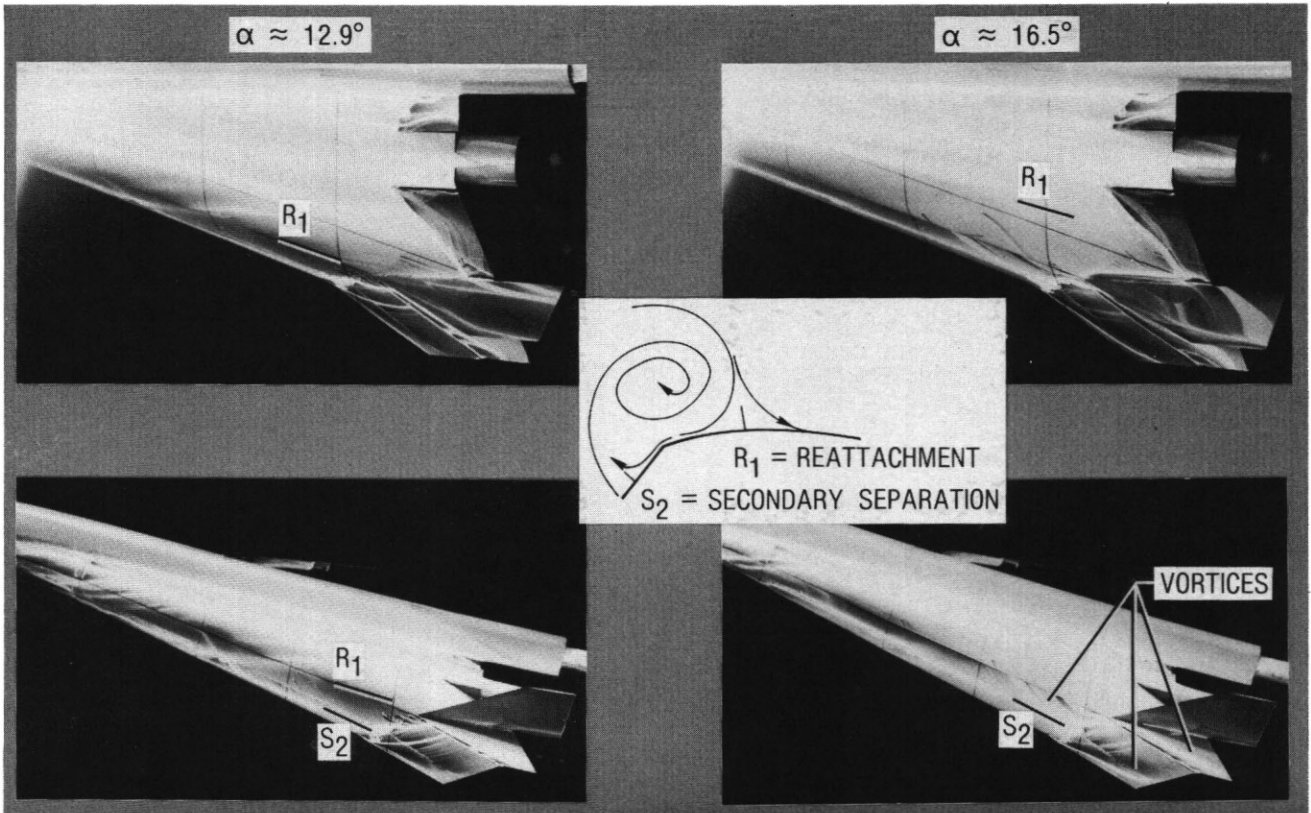 α ≈ 12.9°
α ≈ 16.5°
R1
R1
R1 = REATTACHMENT
S2 = SECONDARY SEPARATION
R1
S2
VORTICES
S2